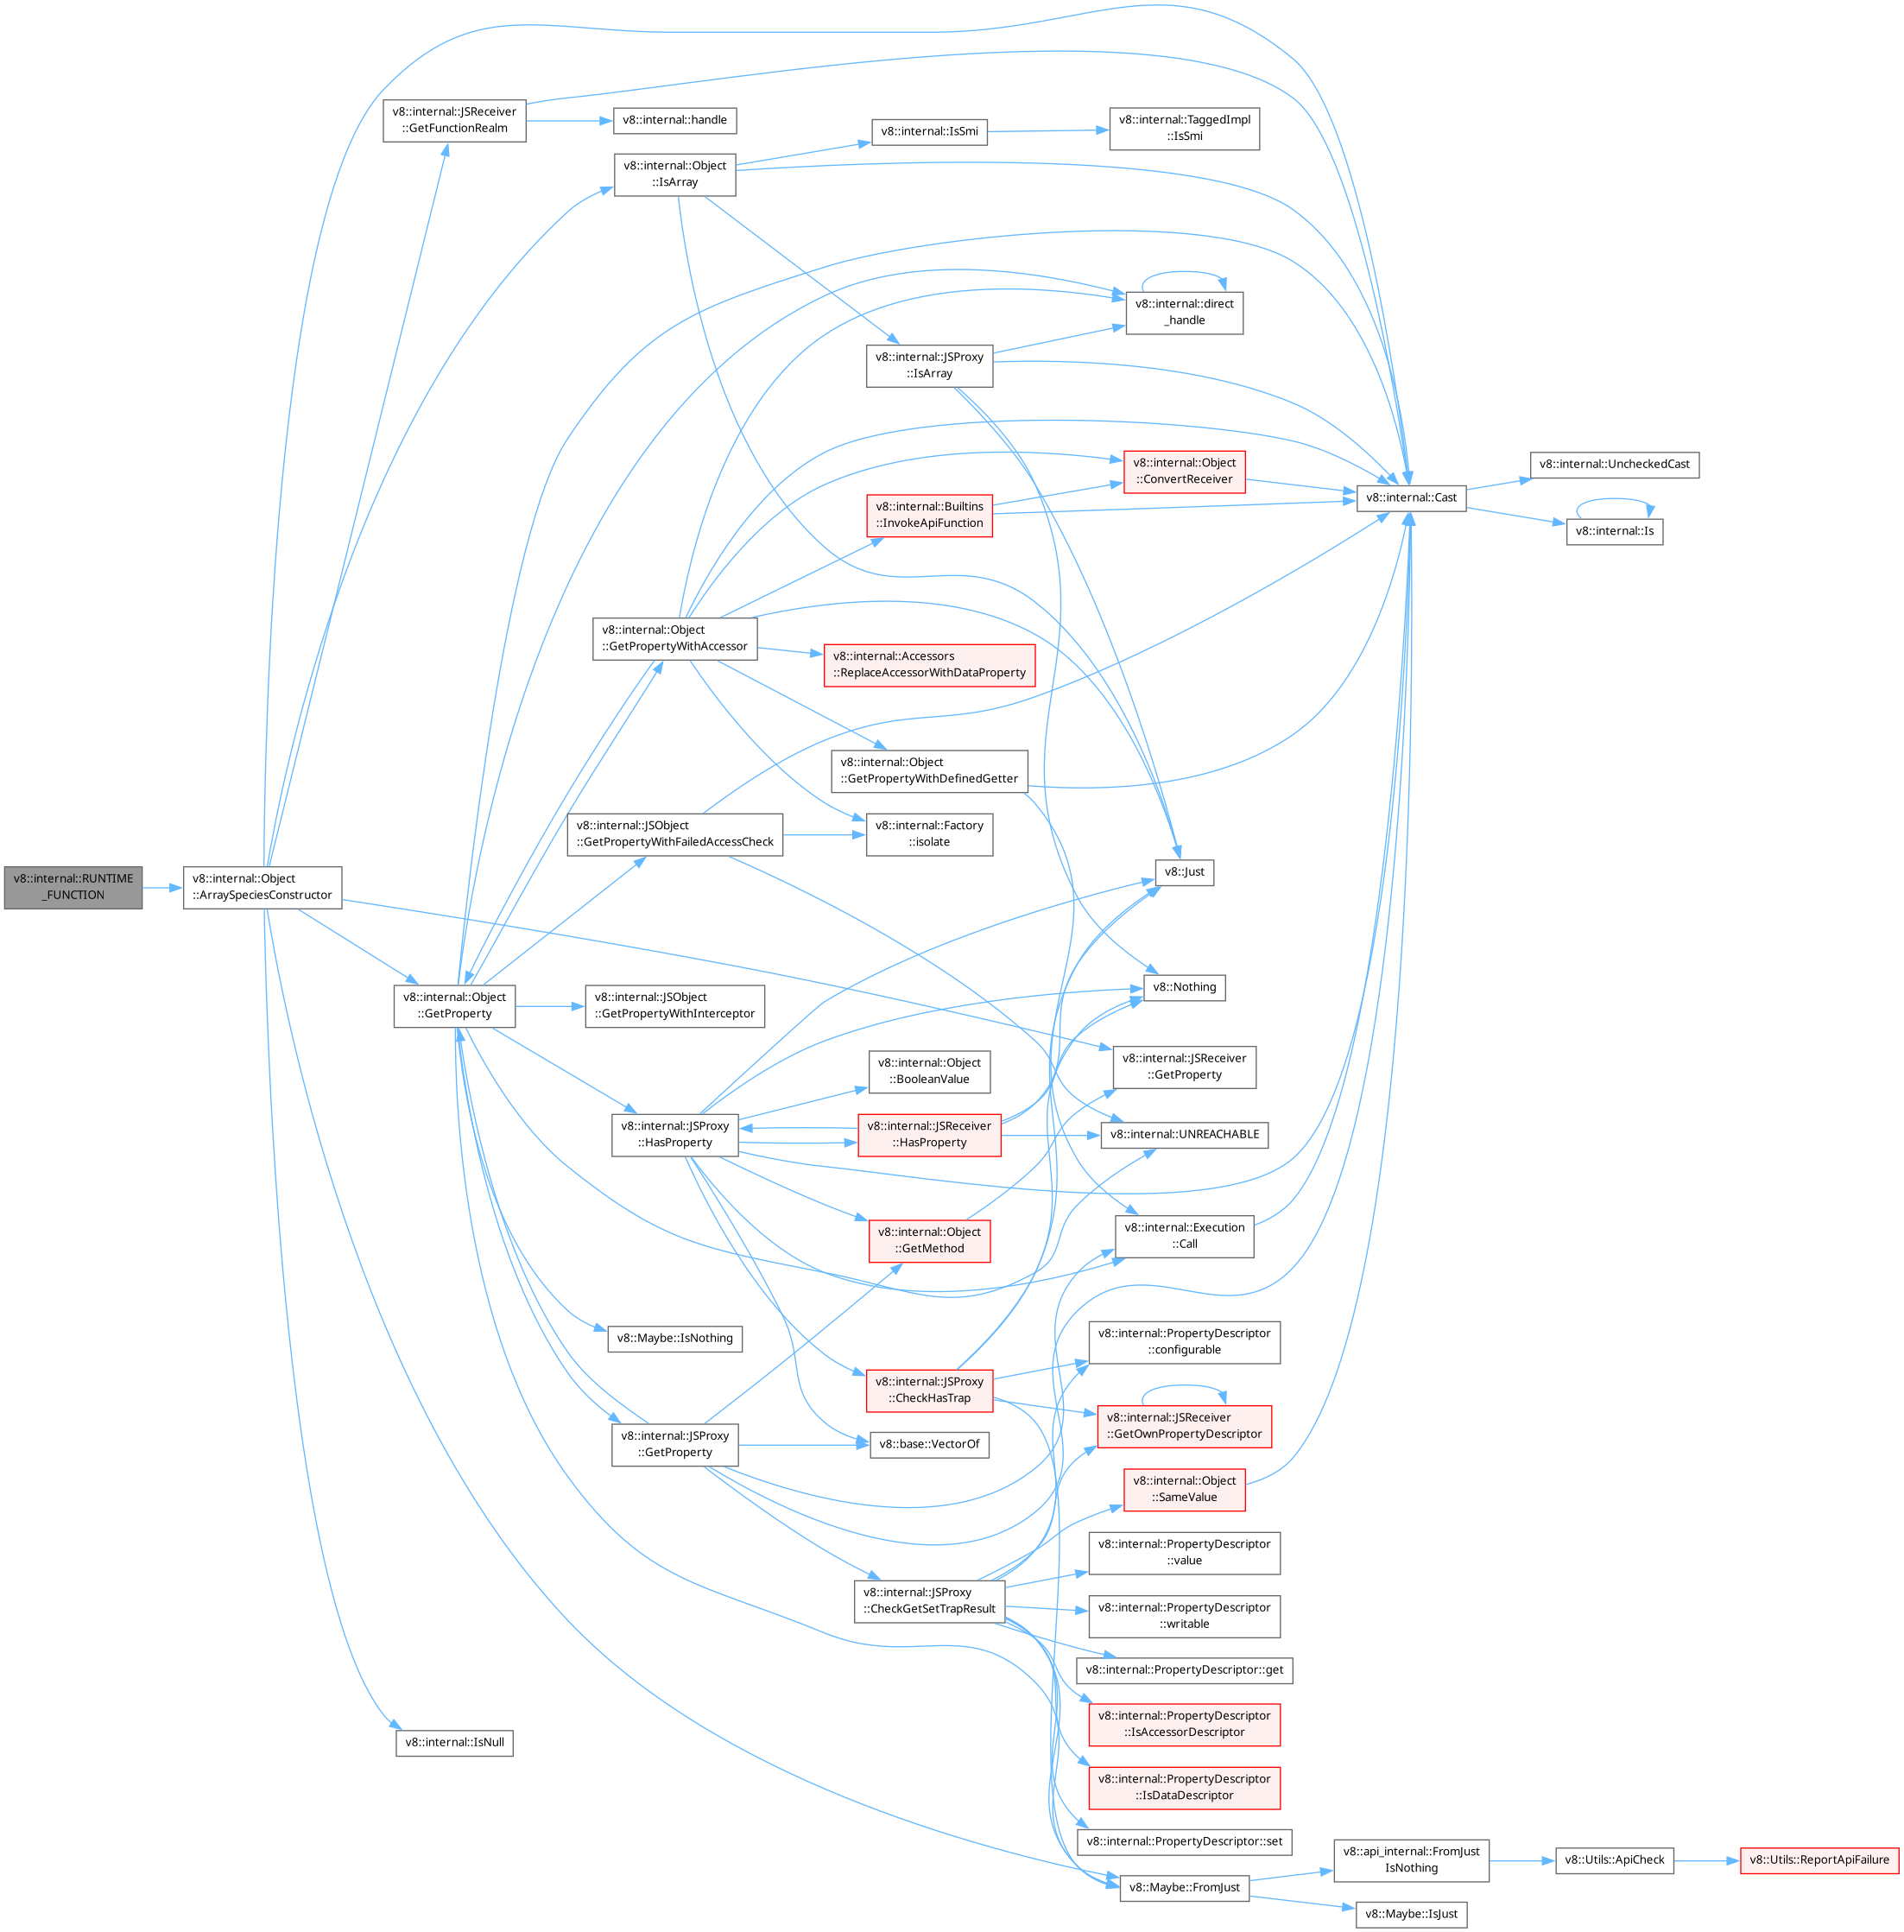 v8::internal::RUNTIME
_FUNCTION
v8::internal::Object
::ArraySpeciesConstructor
v8::internal::JSReceiver
::GetFunctionRealm
v8::internal::Object
::GetProperty
v8::internal::IsNull
v8::internal::handle
v8::internal::Object
::IsArray
v8::internal::Object
::GetPropertyWithAccessor
v8::internal::JSObject
::GetPropertyWithFailedAccessCheck
v8::internal::JSObject
::GetPropertyWithInterceptor
v8::internal::JSProxy
::HasProperty
v8::Maybe::IsNothing
v8::internal::JSProxy
::GetProperty
v8::internal::IsSmi
v8::internal::JSProxy
::IsArray
v8::internal::Builtins
::InvokeApiFunction
v8::internal::Accessors
::ReplaceAccessorWithDataProperty
v8::internal::Object
::GetPropertyWithDefinedGetter
v8::internal::Factory
::isolate
v8::internal::Object
::BooleanValue
v8::internal::JSReceiver
::HasProperty
v8::internal::Object
::GetMethod
v8::internal::JSProxy
::CheckHasTrap
v8::base::VectorOf
v8::internal::JSProxy
::CheckGetSetTrapResult
v8::internal::TaggedImpl
::IsSmi
v8::internal::direct
_handle
v8::internal::Object
::ConvertReceiver
v8::Just
v8::Nothing
v8::internal::JSReceiver
::GetProperty
v8::internal::UNREACHABLE
v8::internal::Execution
::Call
v8::internal::PropertyDescriptor
::configurable
v8::internal::JSReceiver
::GetOwnPropertyDescriptor
v8::internal::Object
::SameValue
v8::internal::PropertyDescriptor
::value
v8::internal::PropertyDescriptor
::writable
v8::internal::PropertyDescriptor::get
v8::internal::PropertyDescriptor
::IsAccessorDescriptor
v8::internal::PropertyDescriptor
::IsDataDescriptor
v8::internal::PropertyDescriptor::set
v8::Maybe::FromJust
v8::internal::Cast
v8::api_internal::FromJust
IsNothing
v8::Maybe::IsJust
v8::internal::UncheckedCast
v8::internal::Is
v8::Utils::ApiCheck
v8::Utils::ReportApiFailure